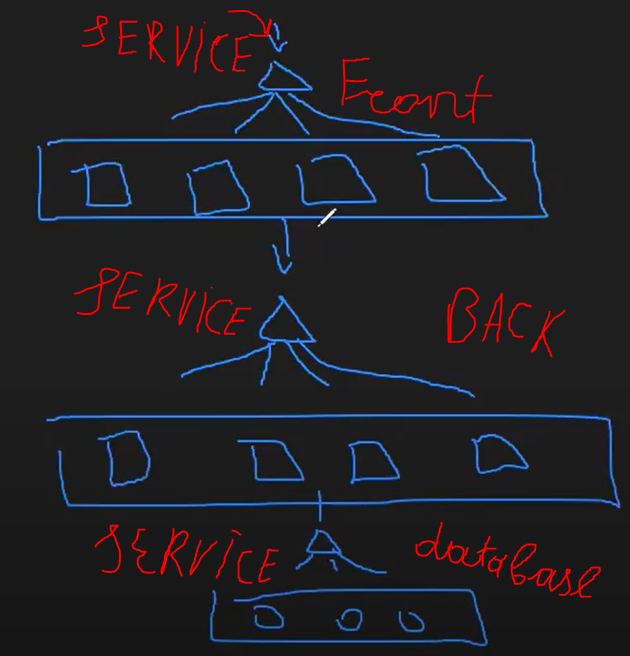 SERVICE
Front
SERVICE
BACK
SERVICE
database